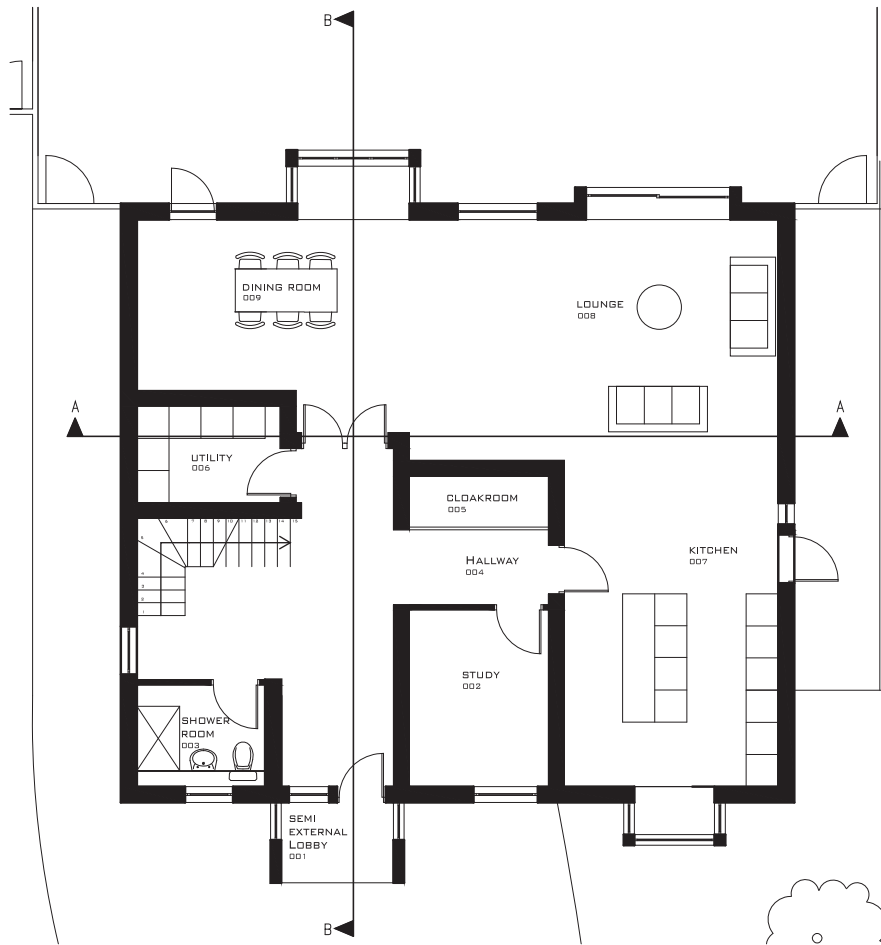 B
DINING ROOM
009
LOUNGE
008
A
A
UTILITY
006
CLOAKROOM
005
HALLWAY
004
KITCHEN
007
STUDY
002
SHOWER
ROOM
003
SEMI
EXTERNAL
LOBBY
001
B